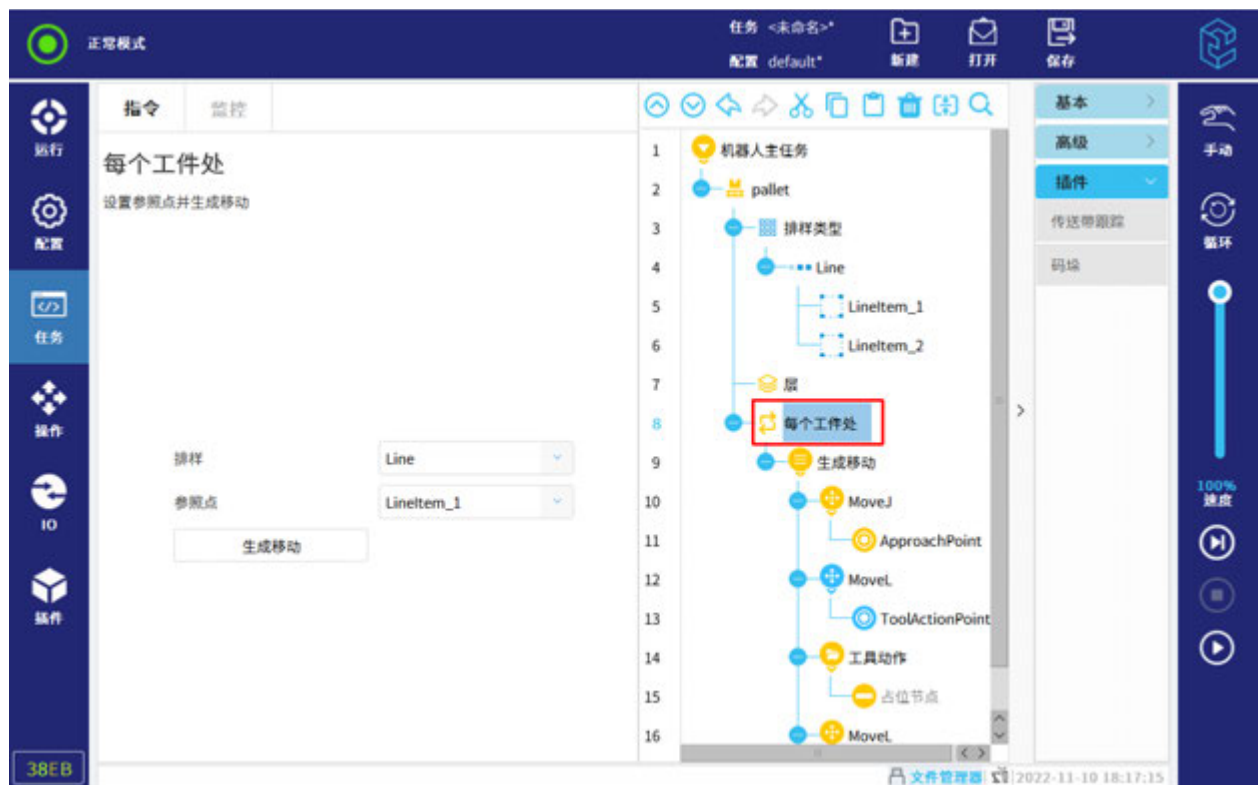 正常模式
任务 <未命名>*
配置 default*
新建
打开
保存
运行
配置
任务
操作
IO
插件
38EB
指令
监控
每个工件处
设置参照点并生成移动
排样
Line
参照点
LineItem_1
生成移动
1 机器人主任务
2 pallet
3 排样类型
4 Line
5 LineItem_1
6 LineItem_2
7 层
8 每个工件处
9 生成移动
10 MoveJ
11 ApproachPoint
12 MoveL
13 ToolActionPoint
14 工具动作
15 占位节点
16 MoveL
基本
高级
插件
传送带跟踪
码垛
手动
循环
100%
速度
文件管理器
2022-11-10 18:17:15